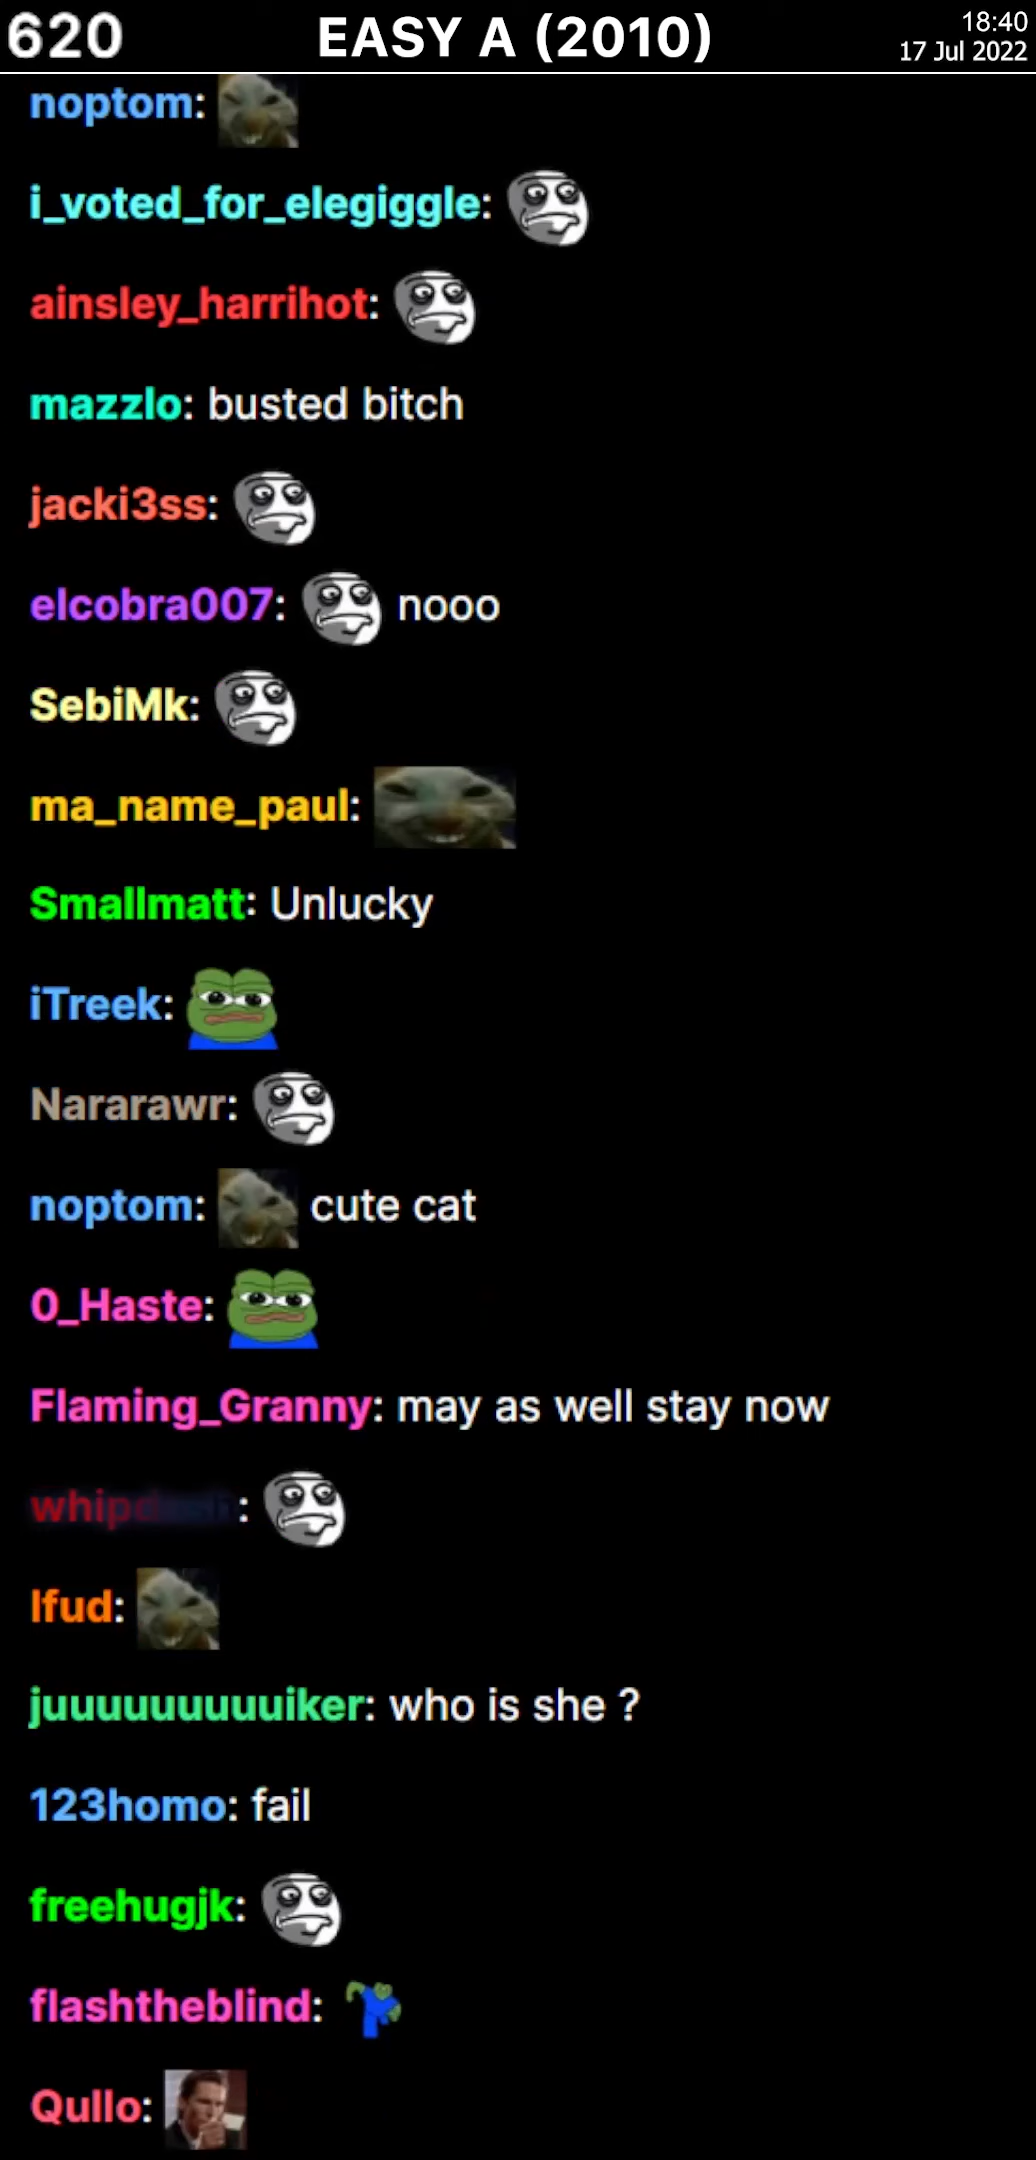 620 EASY A (2010) 18:40
17 Jul 2022
noptom:
i_voted_for_elegiggle:
ainsley_harrihot:
mazzlo: busted bitch
jacki3ss:
elcobra007: nooo
SebiMk:
ma_name_paul:
Smallmatt: Unlucky
iTreek:
Nararawr:
noptom: cute cat
0_Haste:
Flaming_Granny: may as well stay now
:
lfud:
juuuuuuuuuiker: who is she ?
123homo: fail
freehugjk:
flashtheblind:
Qullo: